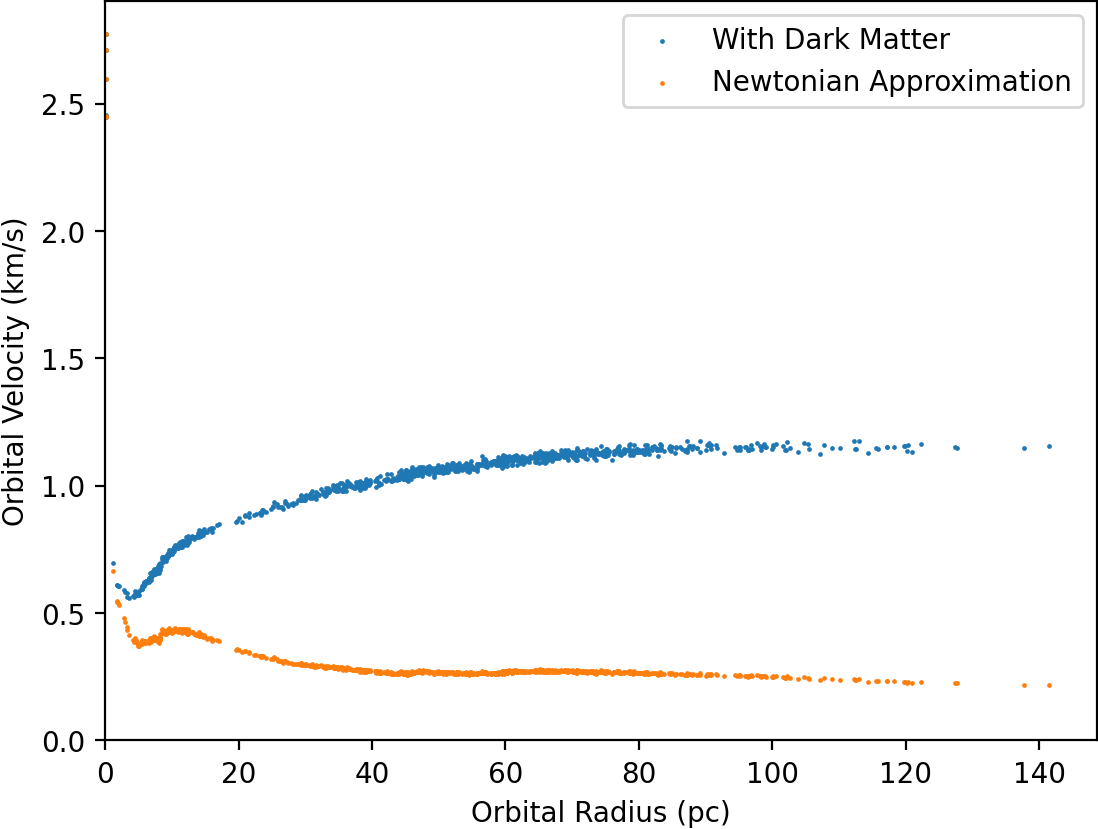 With Dark Matter
Newtonian Approximation
Orbital Velocity (km/s)
2.5
2.0
1.5
1.0
0.5
0.0
0 20 40 60 80 100 120 140
Orbital Radius (pc)